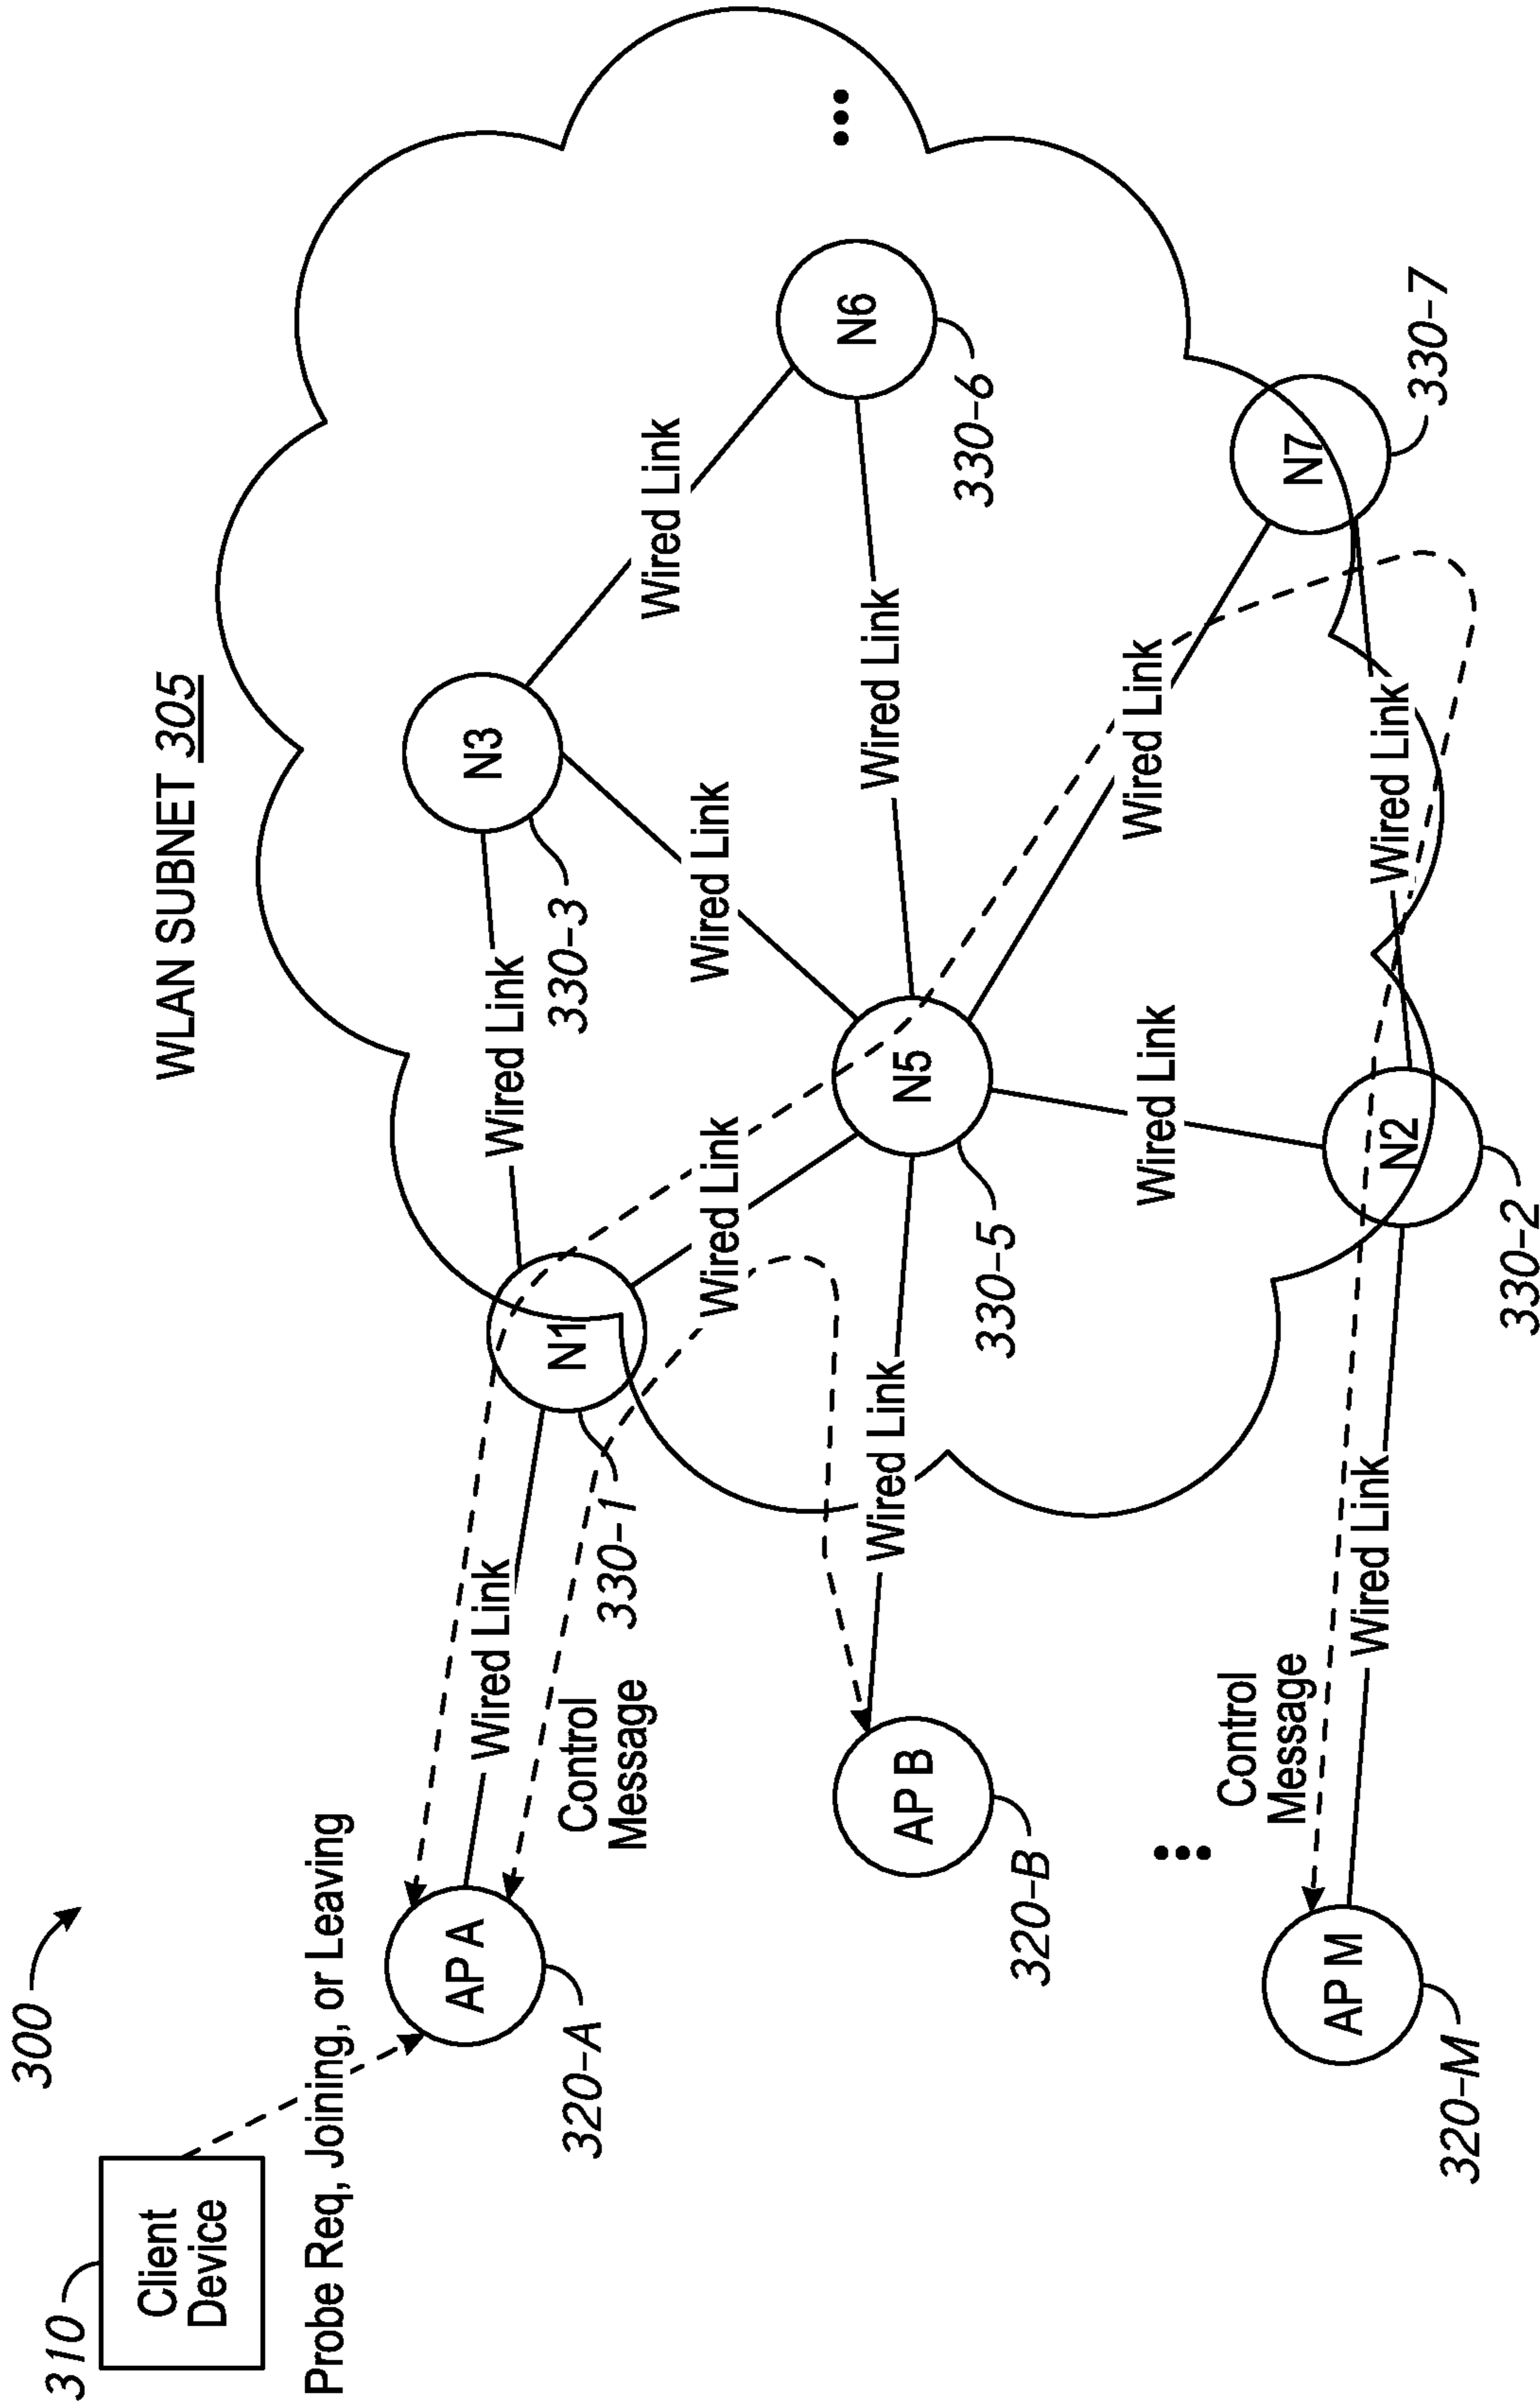 300
310
Client
Device
Probe Req, Joining, or Leaving
WLAN SUBNET 305
AP A
320-A
Wired Link
Control
Message
N1
330-1
Wired Link
N3
330-3
Wired Link
Wired Link
Wired Link
N6
330-6
Wired Link
N5
330-5
AP B
320-B
Wired Link
Wired Link
Wired Link
N7
330-7
Control
Message
AP M
320-M
Wired Link
N2
330-2
Wired Link